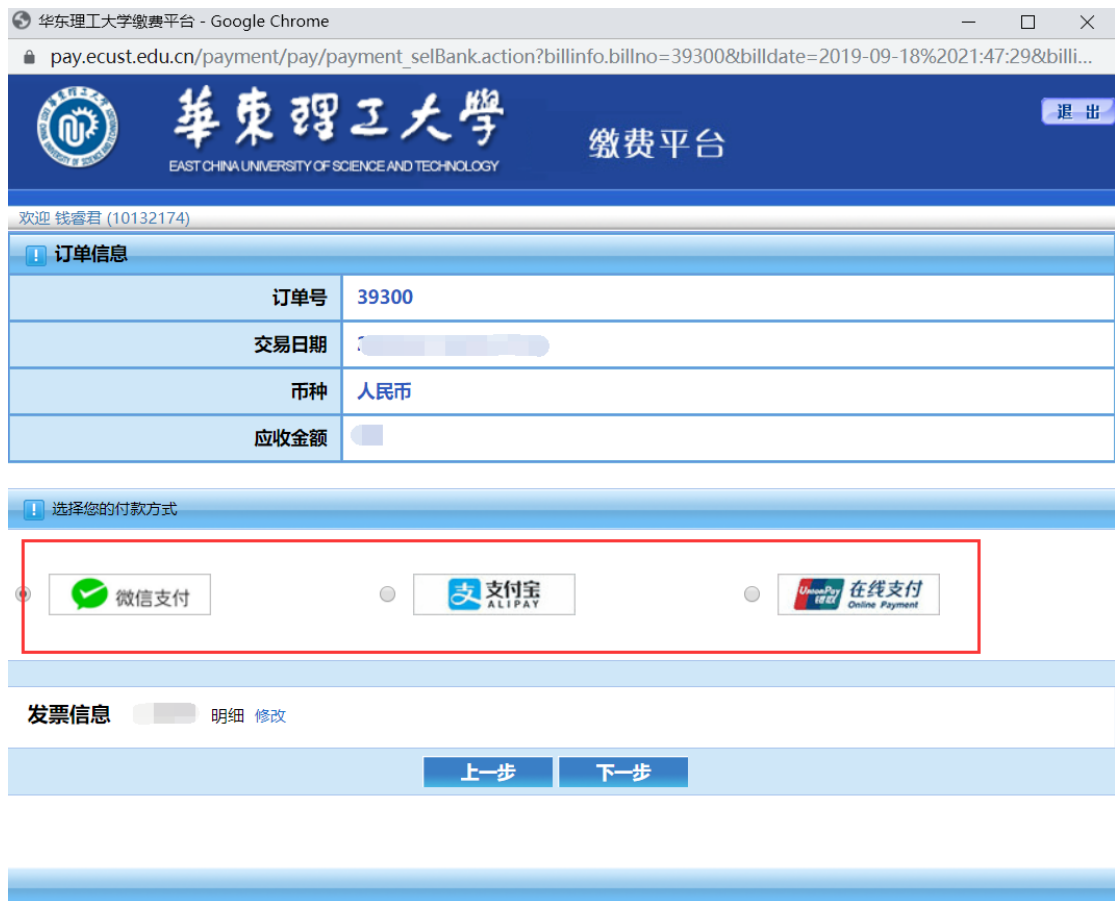 华东理工大学缴费平台 - Google Chrome
pay.ecust.edu.cn/payment/pay/payment_selBank.action?billinfo.billno=39300&billdate=2019-09-18%2021:47:29&billi...
華東理工大學
EAST CHINA UNIVERSITY OF SCIENCE AND TECHNOLOGY
缴费平台
退 出
欢迎 钱睿君 (10132174)
订单信息
订单号 39300
交易日期
币种 人民币
应收金额
选择您的付款方式
微信支付
支 支付宝 ALIPAY
UnionPay 银联 在线支付 Online Payment
发票信息 明细 修改
上一步 下一步